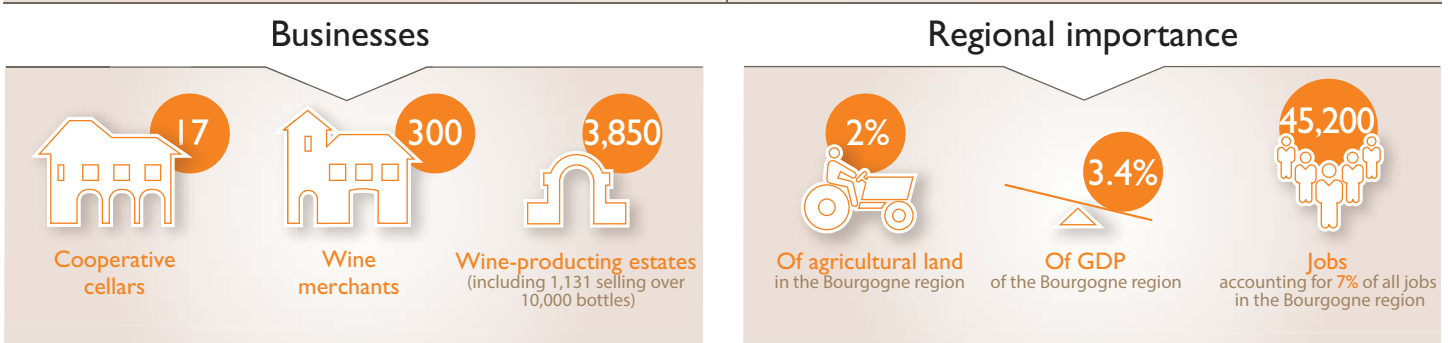 Businesses
17
Cooperative
cellars
300
Wine
merchants
3,850
Wine-producting estates
(including 1,131 selling over
10,000 bottles)
Regional importance
2%
Of agricultural land
in the Bourgogne region
3.4%
Of GDP
of the Bourgogne region
45,200
Jobs
accounting for 7% of all jobs
in the Bourgogne region